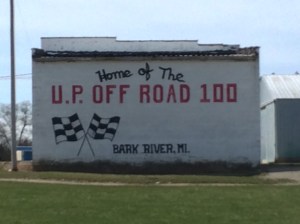 Home of The
U.P. OFF ROAD 100
BARK RIVER, MI.